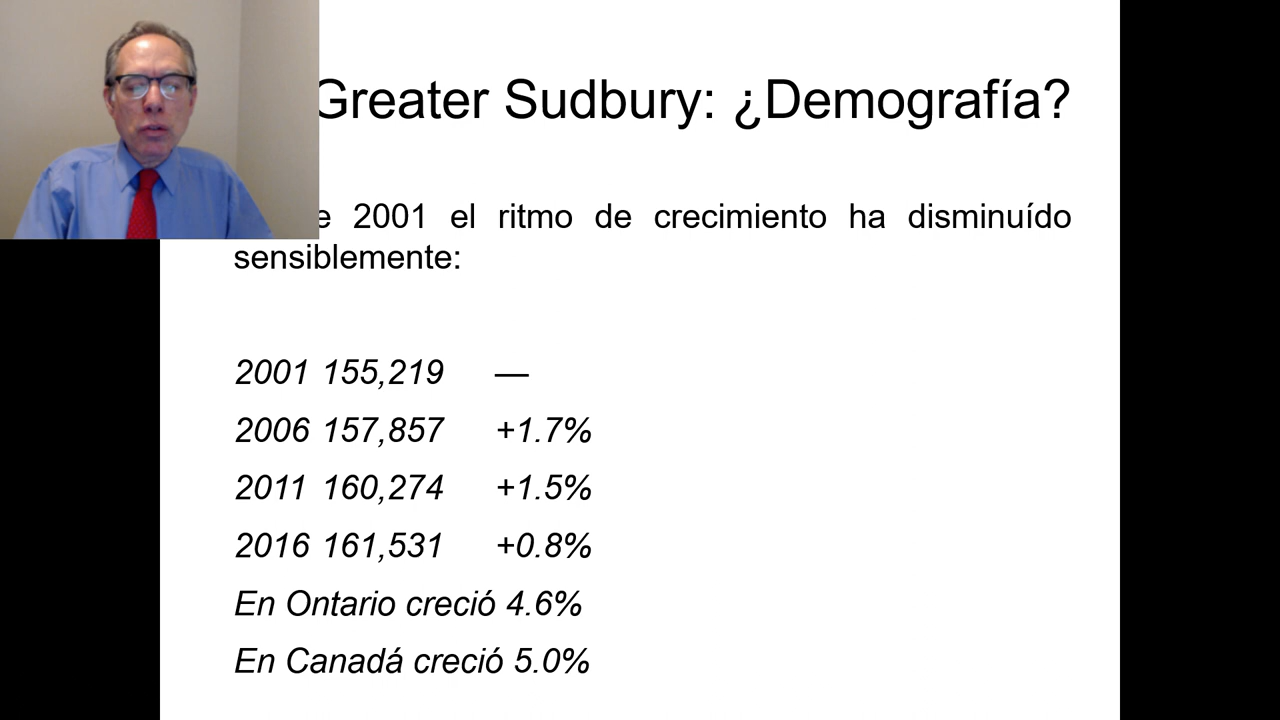 Greater Sudbury: ¿Demografía?
2001 el ritmo de crecimiento ha disminuído
sensiblemente:
2001 155,219 —
2006 157,857 +1.7%
2011 160,274 +1.5%
2016 161,531 +0.8%
En Ontario creció 4.6%
En Canadá creció 5.0%